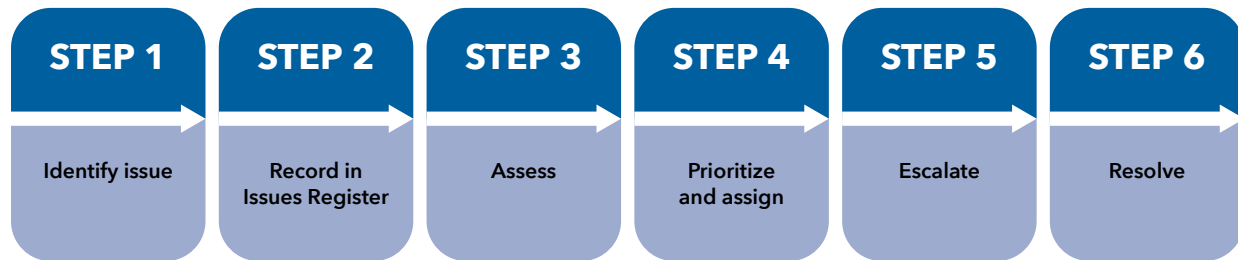 STEP 1
Identify issue
STEP 2
Record in
Issues Register
STEP 3
Assess
STEP 4
Prioritize
and assign
STEP 5
Escalate
STEP 6
Resolve